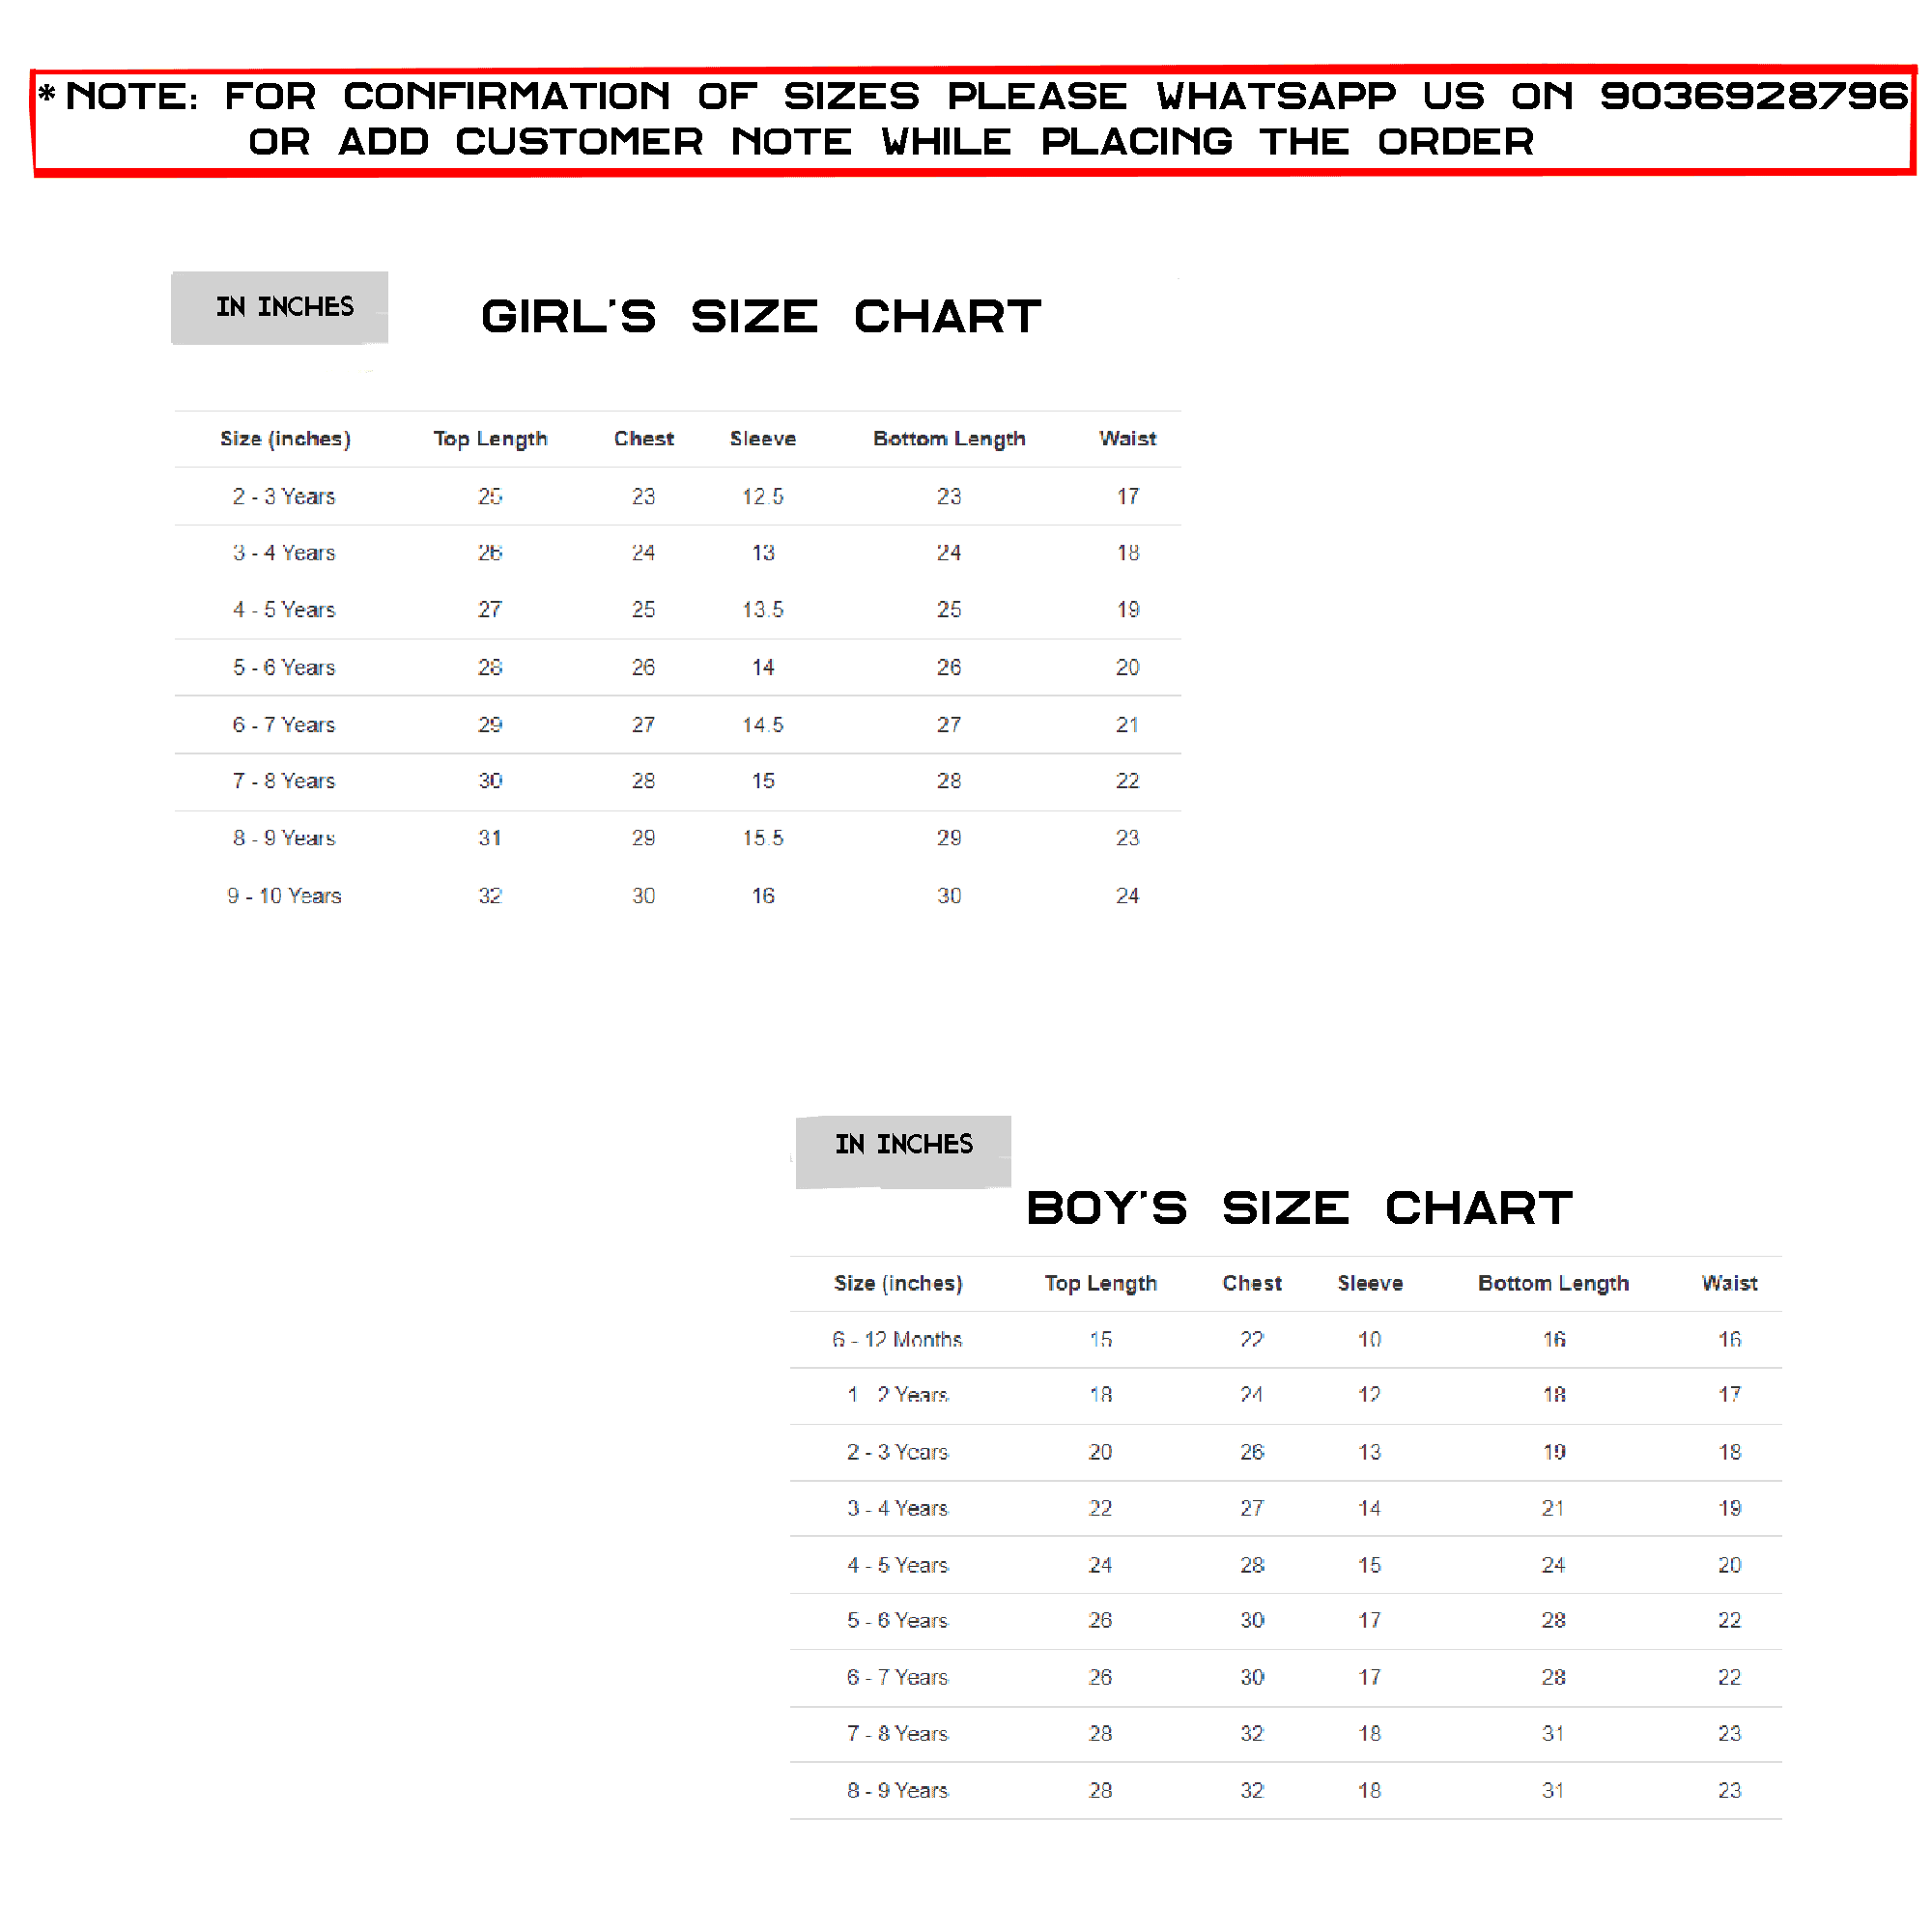 *NOTE: FOR CONFIRMATION OF SIZES PLEASE WHATSAPP US ON 9036928796
OR ADD CUSTOMER NOTE WHILE PLACING THE ORDER
IN INCHES
GIRL'S SIZE CHART
Size (inches) Top Length Chest Sleeve Bottom Length Waist
2 - 3 Years 25 23 12.5 23 17
3 - 4 Years 26 24 13 24 18
4 - 5 Years 27 25 13.5 25 19
5 - 6 Years 28 26 14 26 20
6 - 7 Years 29 27 14.5 27 21
7 - 8 Years 30 28 15 28 22
8 - 9 Years 31 29 15.5 29 23
9 - 10 Years 32 30 16 30 24
IN INCHES
BOY'S SIZE CHART
Size (inches) Top Length Chest Sleeve Bottom Length Waist
6 - 12 Months 15 22 10 16 16
1 - 2 Years 18 24 12 18 17
2 - 3 Years 20 26 13 19 18
3 - 4 Years 22 27 14 21 19
4 - 5 Years 24 28 15 24 20
5 - 6 Years 26 30 17 28 22
6 - 7 Years 26 30 17 28 22
7 - 8 Years 28 32 18 31 23
8 - 9 Years 28 32 18 31 23